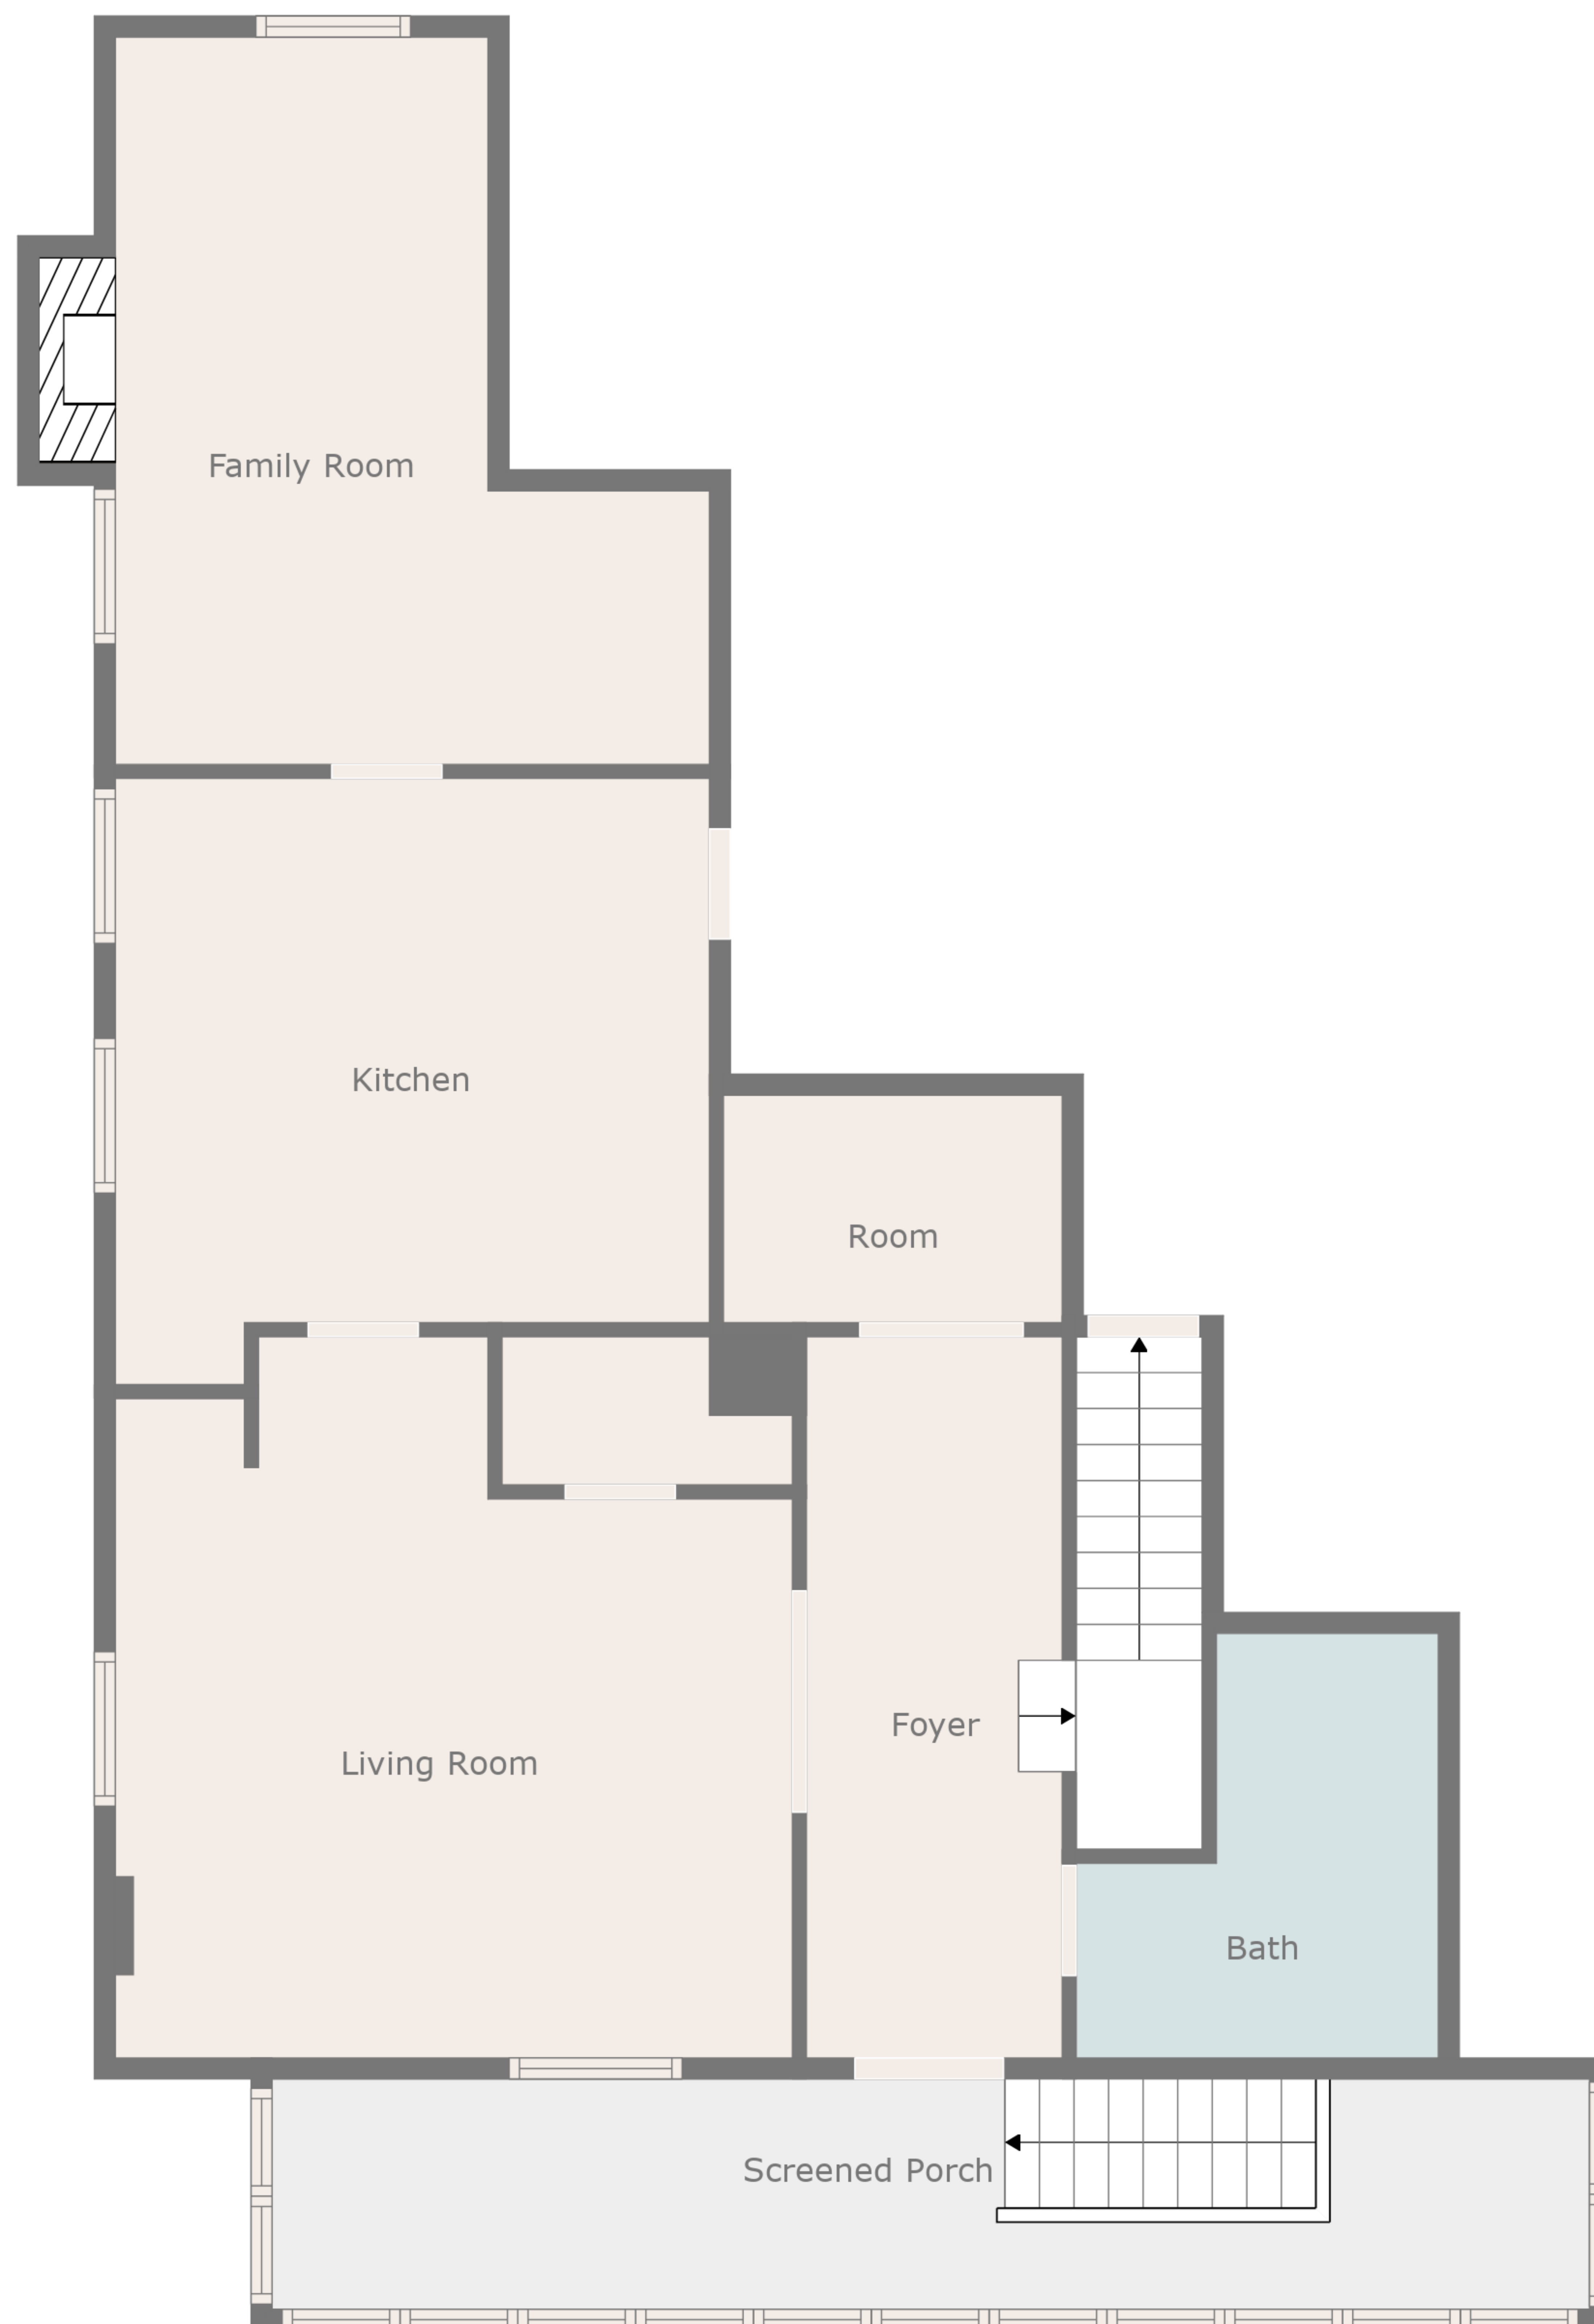 Family Room
Kitchen
Room
Foyer
Living Room
Bath
Screened Porch